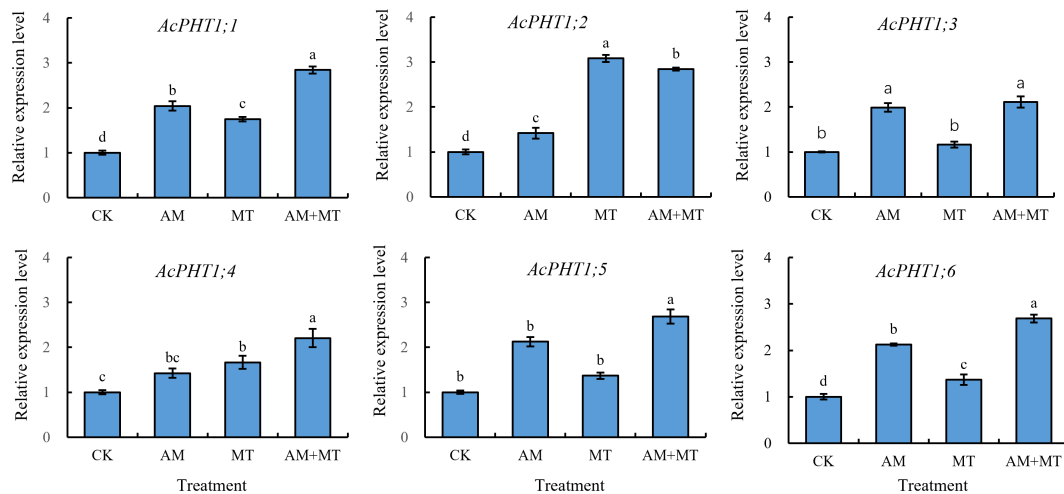 AcPHT1;1
Relative expression level
4
3
2
1
0
d
b
c
a
CK AM MT AM+MT
AcPHT1;2
Relative expression level
4
3
2
1
0
d
c
a
b
CK AM MT AM+MT
AcPHT1;3
Relative expression level
4
3
2
1
0
b
a
b
a
CK AM MT AM+MT
AcPHT1;4
Relative expression level
4
3
2
1
0
c
bc
b
a
CK AM MT AM+MT
Treatment
AcPHT1;5
Relative expression level
4
3
2
1
0
b
b
b
a
CK AM MT AM+MT
Treatment
AcPHT1;6
Relative expression level
4
3
2
1
0
d
b
c
a
CK AM MT AM+MT
Treatment